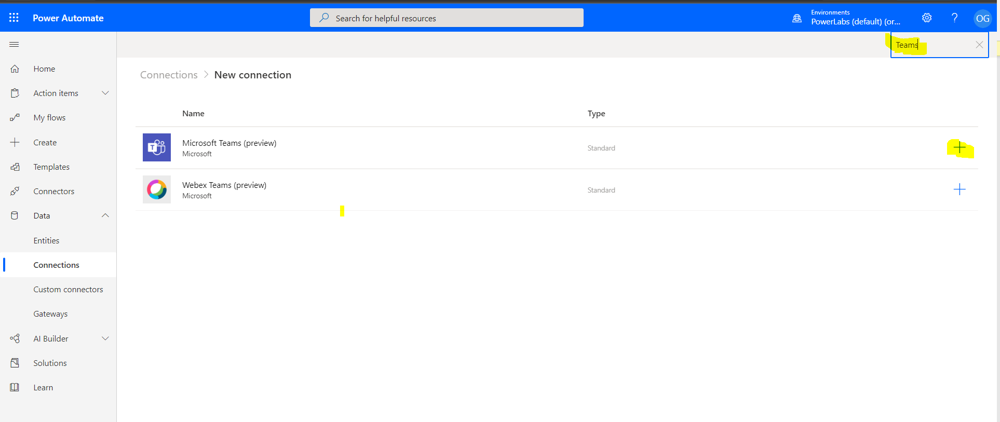 Power Automate
Search for helpful resources
Environments
PowerLabs (default) (or...
OG
Teams
Home
Action items
My flows
Create
Templates
Connectors
Data
Entities
Connections
Custom connectors
Gateways
AI Builder
Solutions
Learn
Connections > New connection
Name Type
Microsoft Teams (preview)
Microsoft
Standard
Webex Teams (preview)
Microsoft
Standard